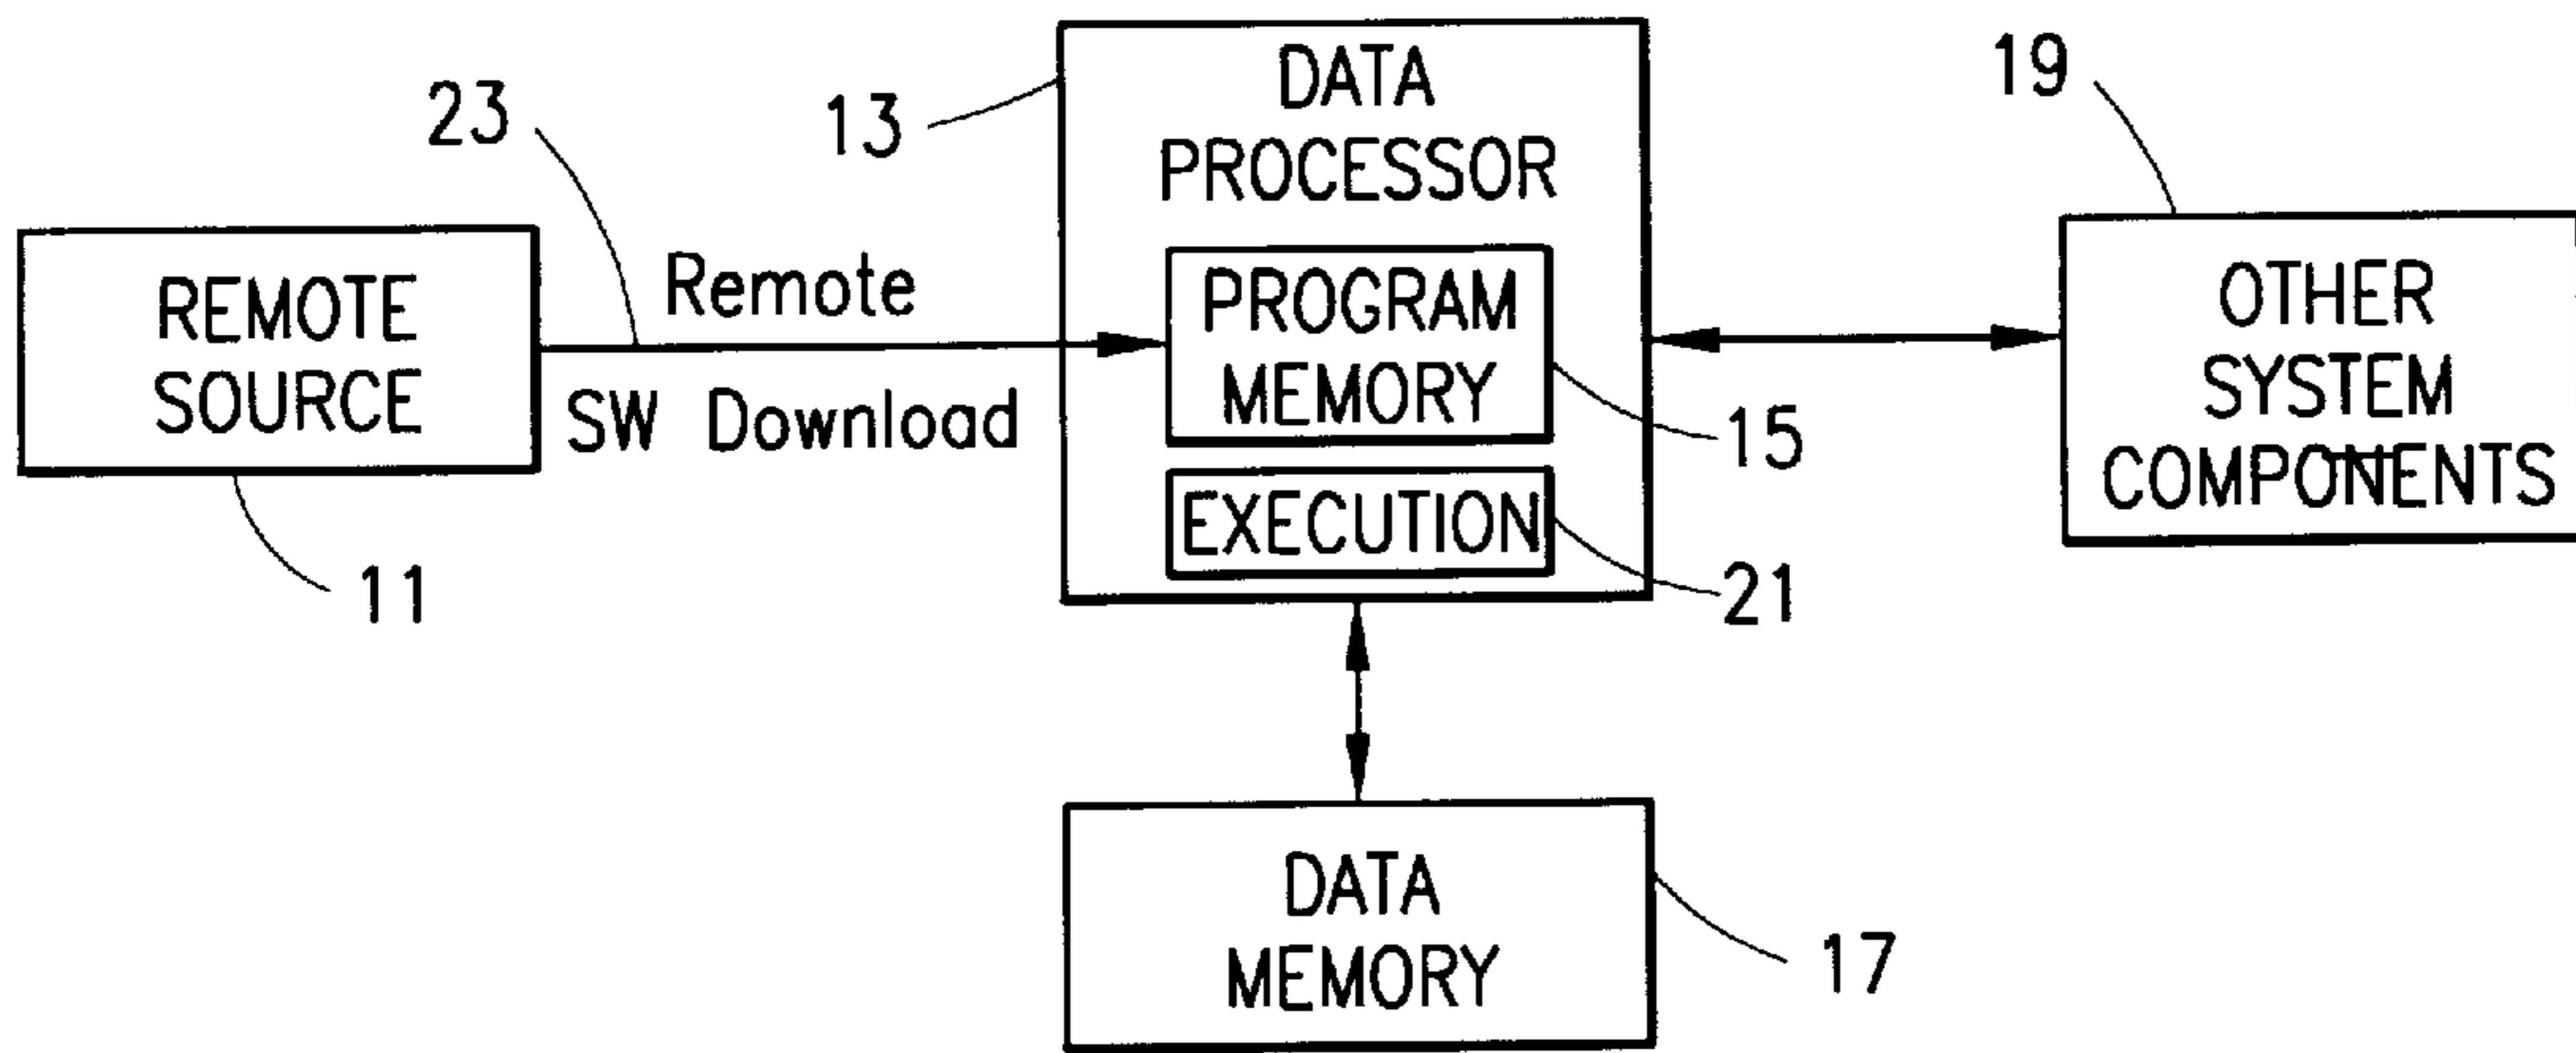 23
13
DATA
PROCESSOR
19
REMOTE
SOURCE
11
Remote
SW Download
PROGRAM
MEMORY
15
EXECUTION
21
OTHER
SYSTEM
COMPONENTS
DATA
MEMORY
17